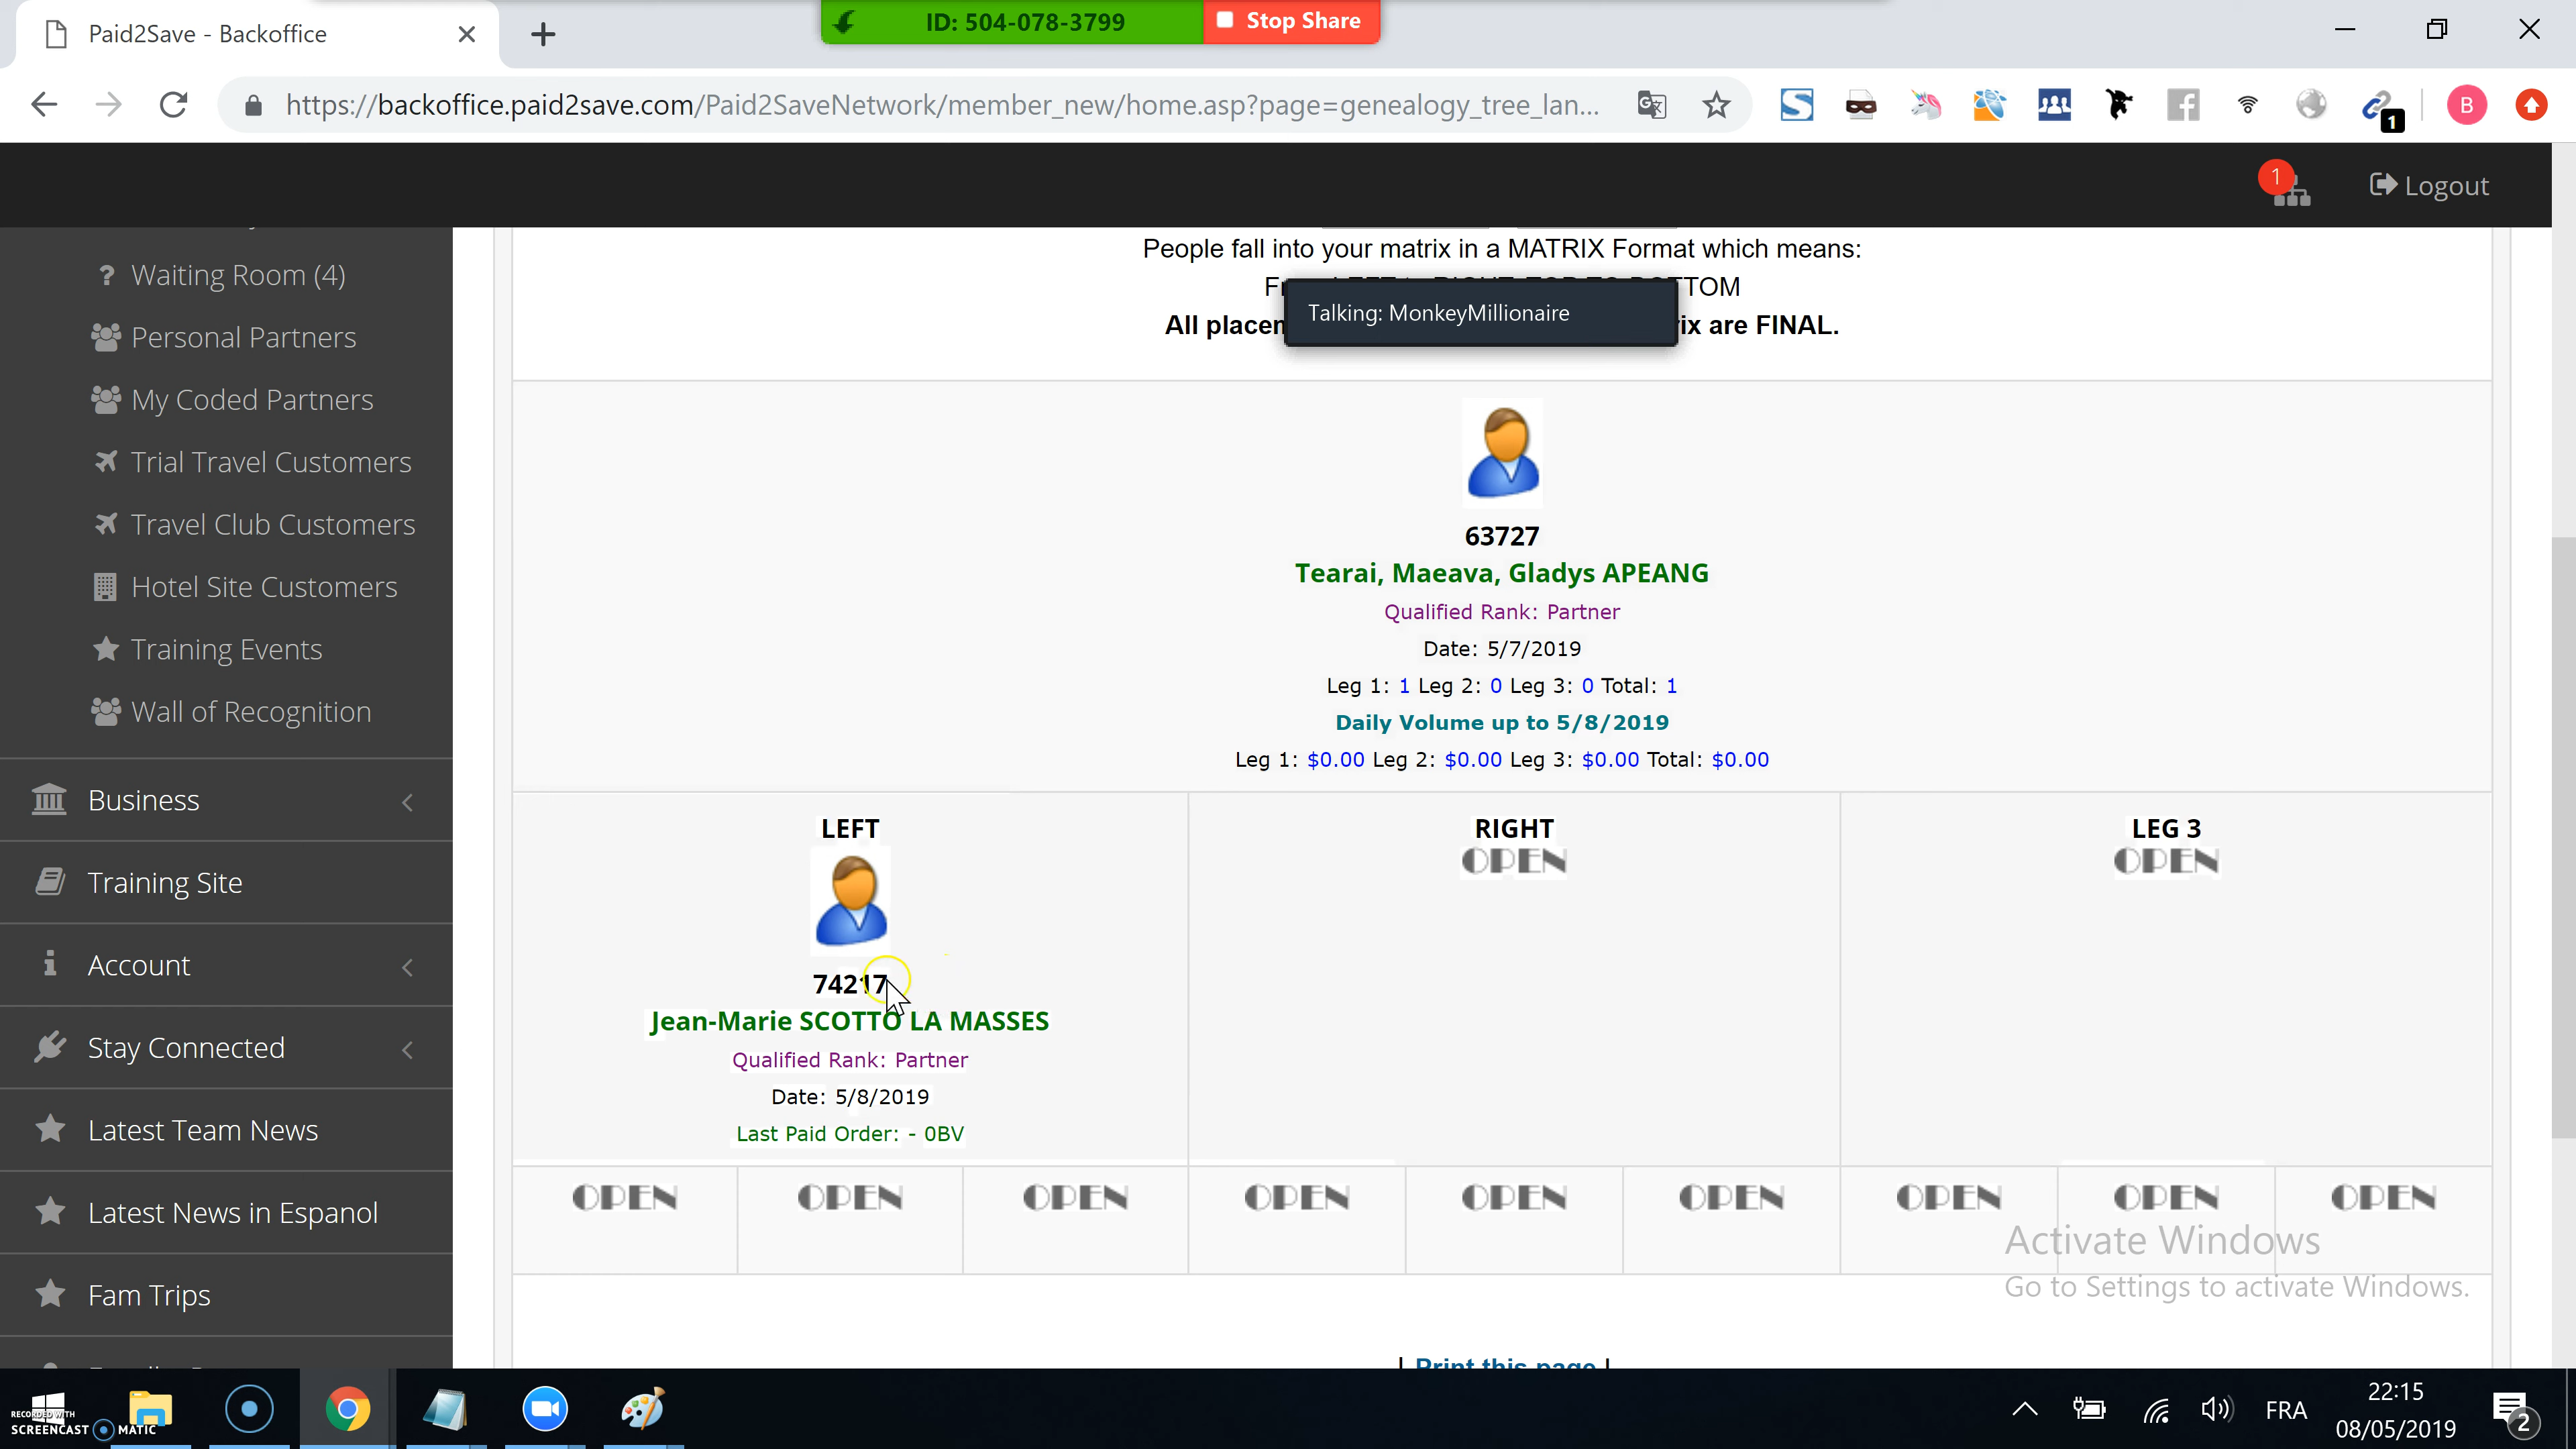 Paid2Save - Backoffice
ID: 504-078-3799
Stop Share
https://backoffice.paid2save.com/Paid2SaveNetwork/member_new/home.asp?page=genealogy_tree_lan...
1
B
1
Logout
Waiting Room (4)
Personal Partners
My Coded Partners
Trial Travel Customers
Travel Club Customers
Hotel Site Customers
Training Events
Wall of Recognition
Business
Training Site
Account
Stay Connected
Latest Team News
Latest News in Espanol
Fam Trips
People fall into your matrix in a MATRIX Format which means:
TOM
All
are FINAL.
Talking: MonkeyMillionaire
63727
Tearai, Maeava, Gladys APEANG
Qualified Rank: Partner
Date: 5/7/2019
Leg 1: 1 Leg 2: 0 Leg 3: 0 Total: 1
Daily Volume up to 5/8/2019
Leg 1: $0.00 Leg 2: $0.00 Leg 3: $0.00 Total: $0.00
LEFT
74217
Jean-Marie SCOTTO LA MASSES
Qualified Rank: Partner
Date: 5/8/2019
Last Paid Order: - 0BV
RIGHT
OPEN
LEG 3
OPEN
OPEN OPEN OPEN OPEN OPEN OPEN OPEN OPEN OPEN
Activate Windows
Go to Settings to activate Windows.
| Print this page |
RECORDED WITH
SCREENCAST MATIC
FRA
22:15
08/05/2019
2